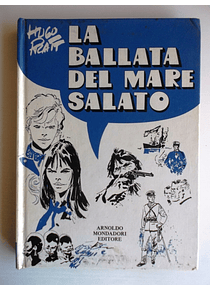 HUGO
PRATT
LA
BALLATA
DEL MARE
SALATO
ARNOLDO
MONDADORI
EDITORE